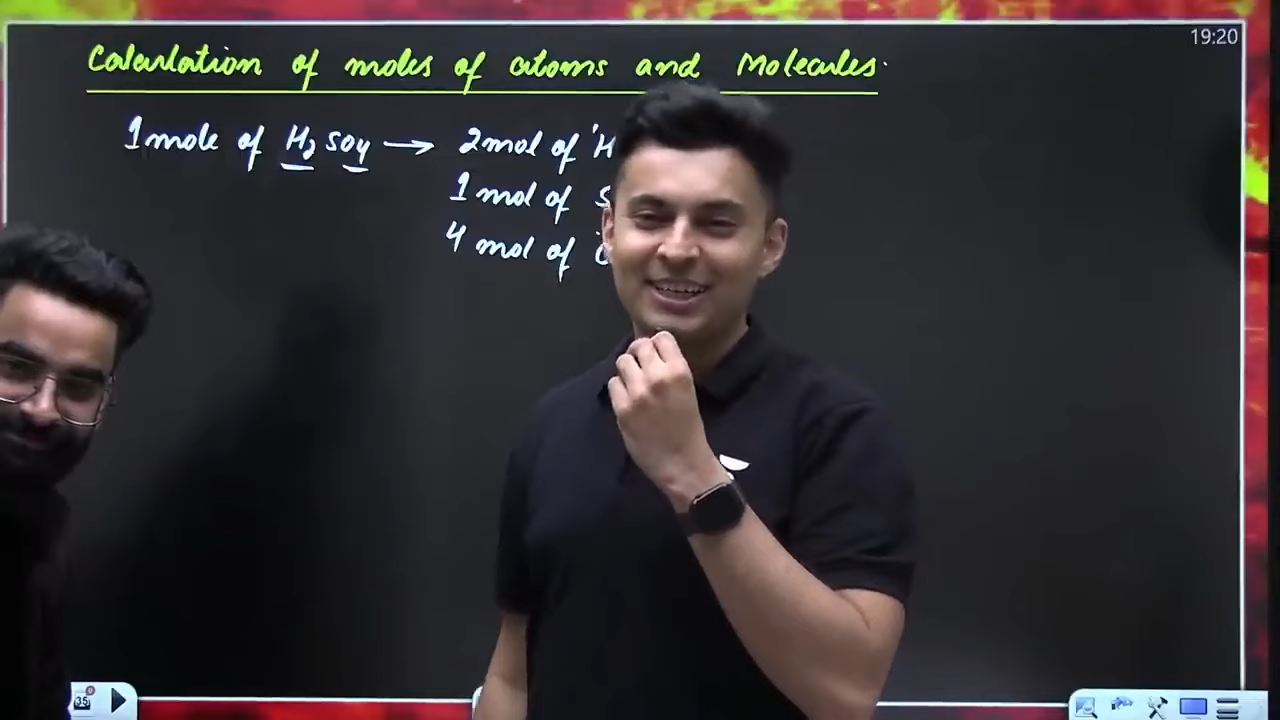 19:20
Calculation of moles of atoms and Molecules.
1 mole of H2SO4 → 2 mol of 'H
1 mol of S
4 mol of
35